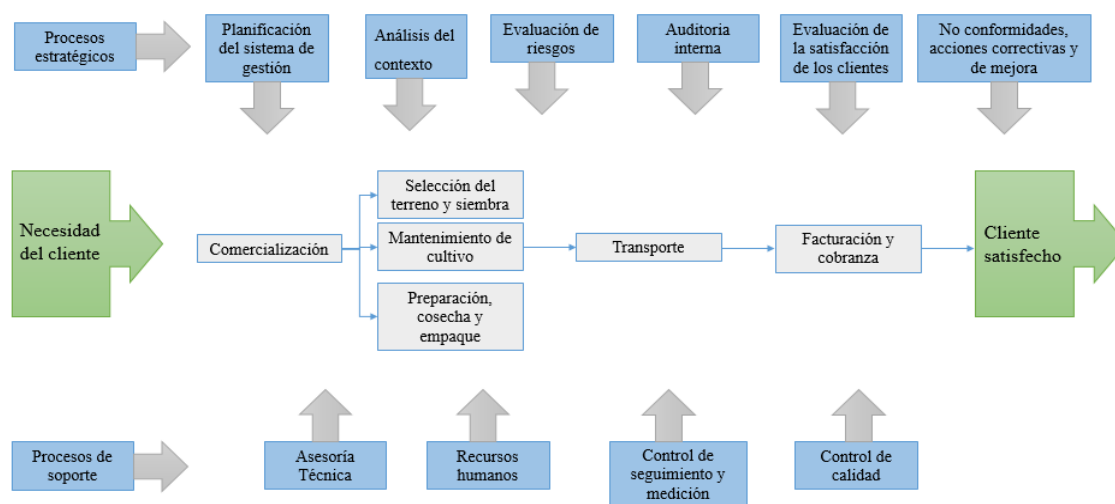 Procesos
estratégicos
Planificación
del sistema de
gestión
Análisis del
contexto
Evaluación de
riesgos
Auditoria
interna
Evaluación de
la satisfacción
de los clientes
No conformidades,
acciones correctivas y
de mejora
Necesidad
del cliente
Comercialización
Selección del
terreno y siembra
Mantenimiento de
cultivo
Preparación,
cosecha y
empaque
Transporte
Facturación y
cobranza
Cliente
satisfecho
Procesos de
soporte
Asesoría
Técnica
Recursos
humanos
Control de
seguimiento y
medición
Control de
calidad